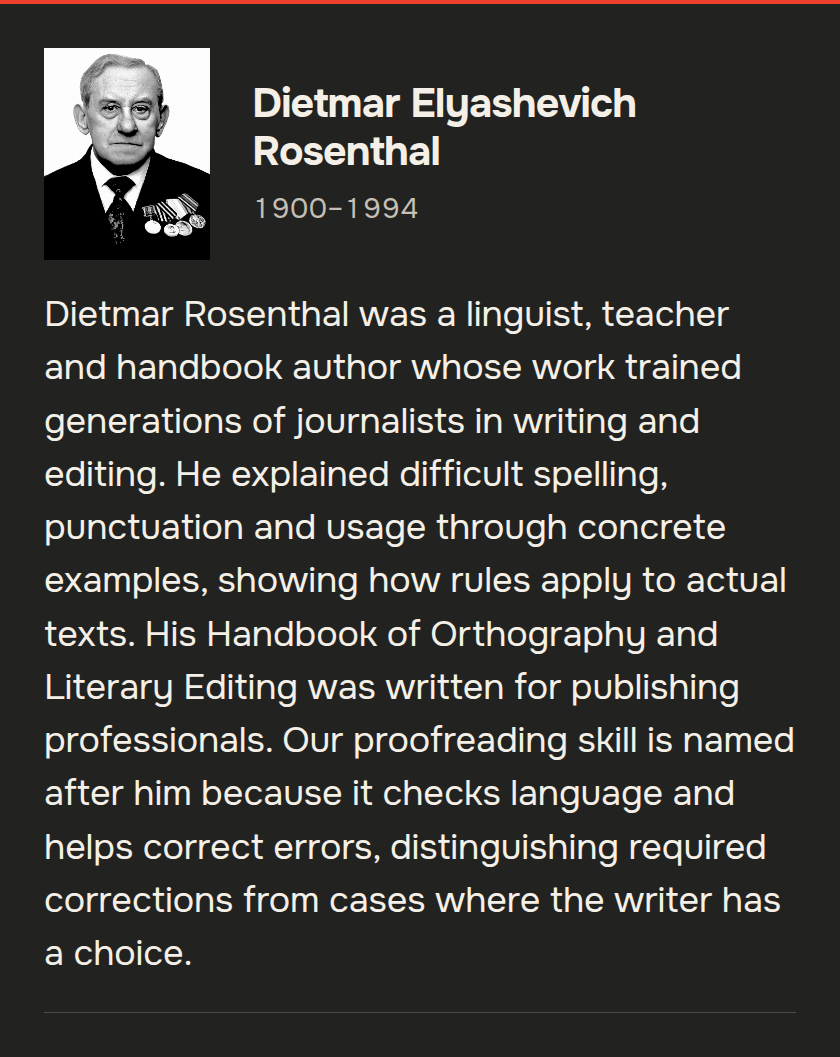 Dietmar Elyashevich
Rosenthal
1900–1994
Dietmar Rosenthal was a linguist, teacher
and handbook author whose work trained
generations of journalists in writing and
editing. He explained difficult spelling,
punctuation and usage through concrete
examples, showing how rules apply to actual
texts. His Handbook of Orthography and
Literary Editing was written for publishing
professionals. Our proofreading skill is named
after him because it checks language and
helps correct errors, distinguishing required
corrections from cases where the writer has
a choice.